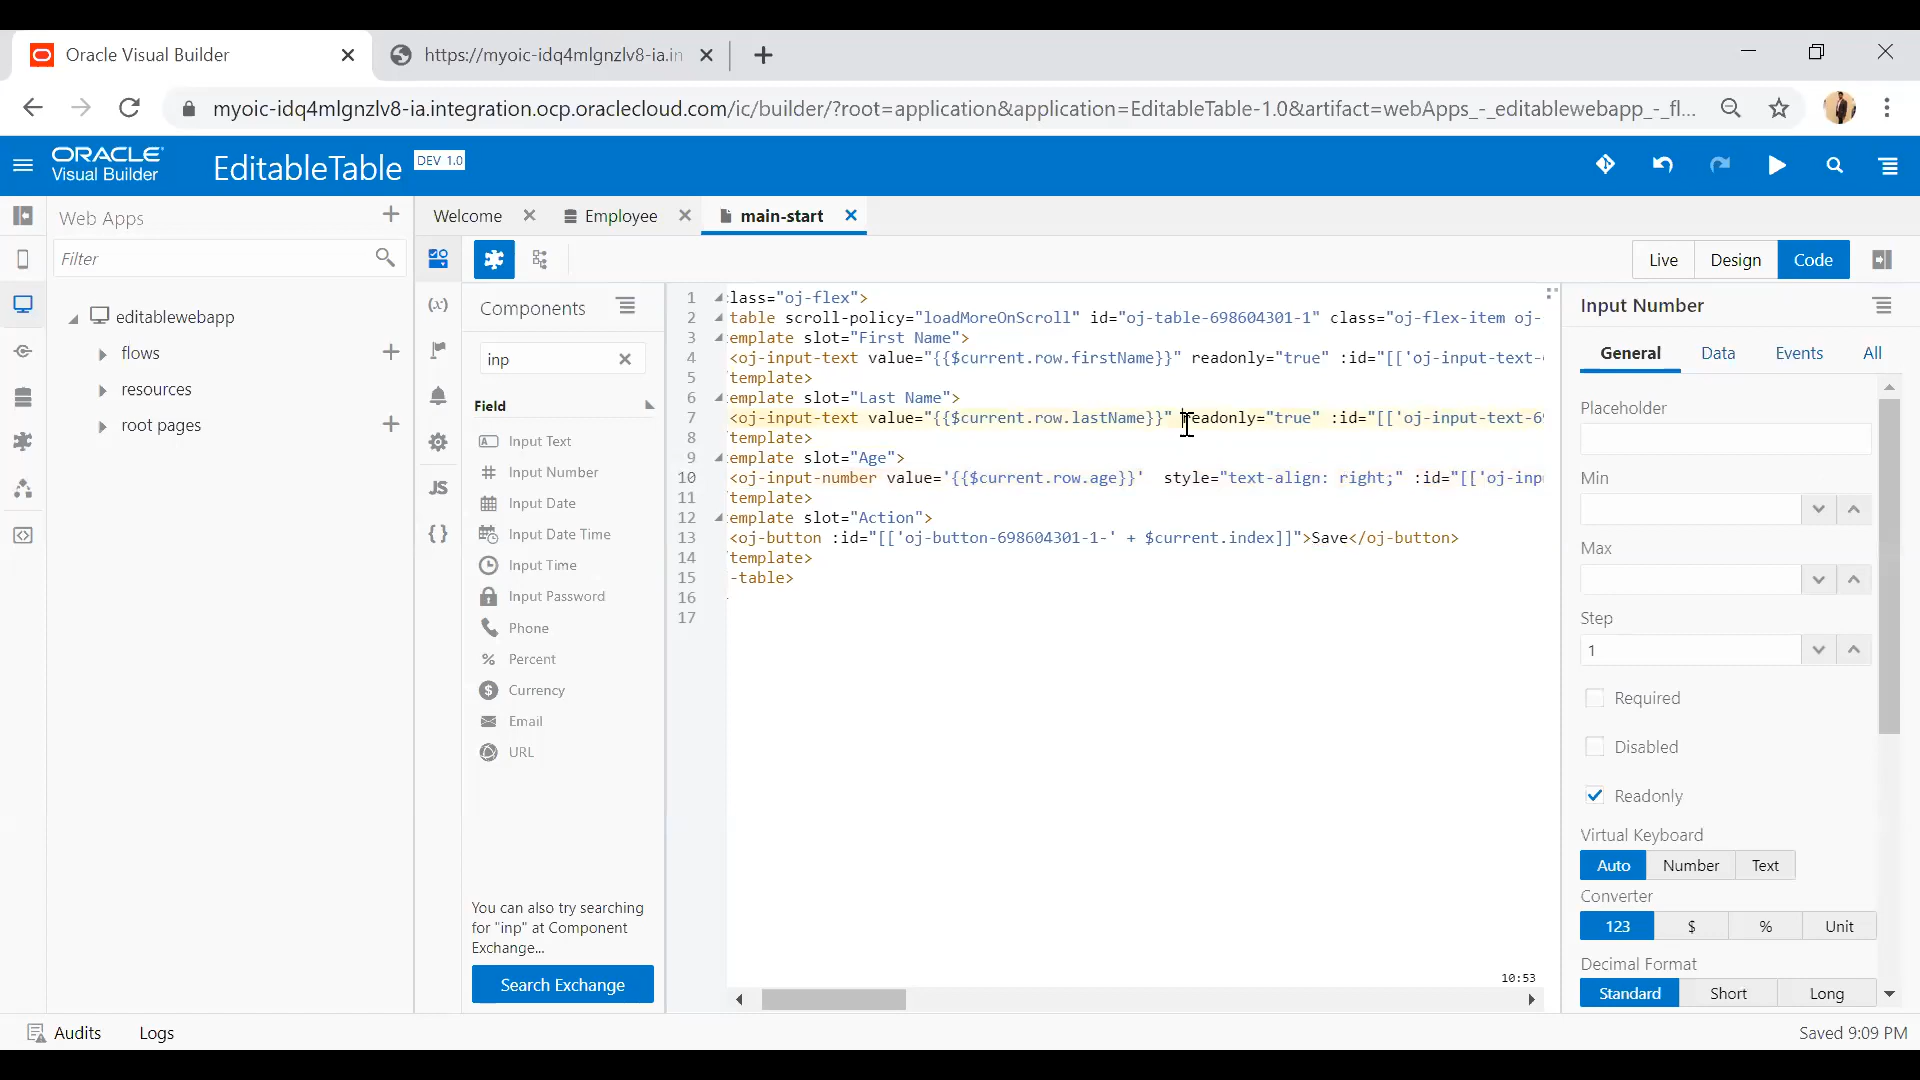 Oracle Visual Builder
https://myoic-idq4mlgnzlv8-ia.in
myoic-idq4mlgnzlv8-ia.integration.ocp.oraclecloud.com/ic/builder/?root=application&application=EditableTable-1.0&artifact=webApps_-_editablewebapp_-_fl...
ORACLE
Visual Builder
EditableTable
DEV 1.0
Web Apps
Filter
editablewebapp
flows
resources
root pages
Welcome
Employee
main-start
Live
Design
Code
Components
inp
Field
Input Text
Input Number
Input Date
Input Date Time
Input Time
Input Password
Phone
Percent
Currency
Email
URL
You can also try searching
for "inp" at Component
Exchange...
Search Exchange
(x)
JS
{ }
1 lass="oj-flex">
2 table scroll-policy="loadMoreOnScroll" id="oj-table-698604301-1" class="oj-flex-item oj-
3 emplate slot="First Name">
4 <oj-input-text value="{{$current.row.firstName}}" readonly="true" :id="[['oj-input-text-
5 template>
6 emplate slot="Last Name">
7 <oj-input-text value="{{$current.row.lastName}}" readonly="true" :id="[['oj-input-text-69
8 template>
9 emplate slot="Age">
10 <oj-input-number value='{{$current.row.age}}'  style="text-align: right;" :id="[['oj-inp
11 template>
12 emplate slot="Action">
13 <oj-button :id="[['oj-button-698604301-1-' + $current.index]]">Save</oj-button>
14 template>
15 -table>
16
17
10:53
Input Number
General
Data
Events
All
Placeholder
Min
Max
Step
1
Required
Disabled
Readonly
Virtual Keyboard
Auto
Number
Text
Converter
123
$
%
Unit
Decimal Format
Standard
Short
Long
Audits
Logs
Saved 9:09 PM